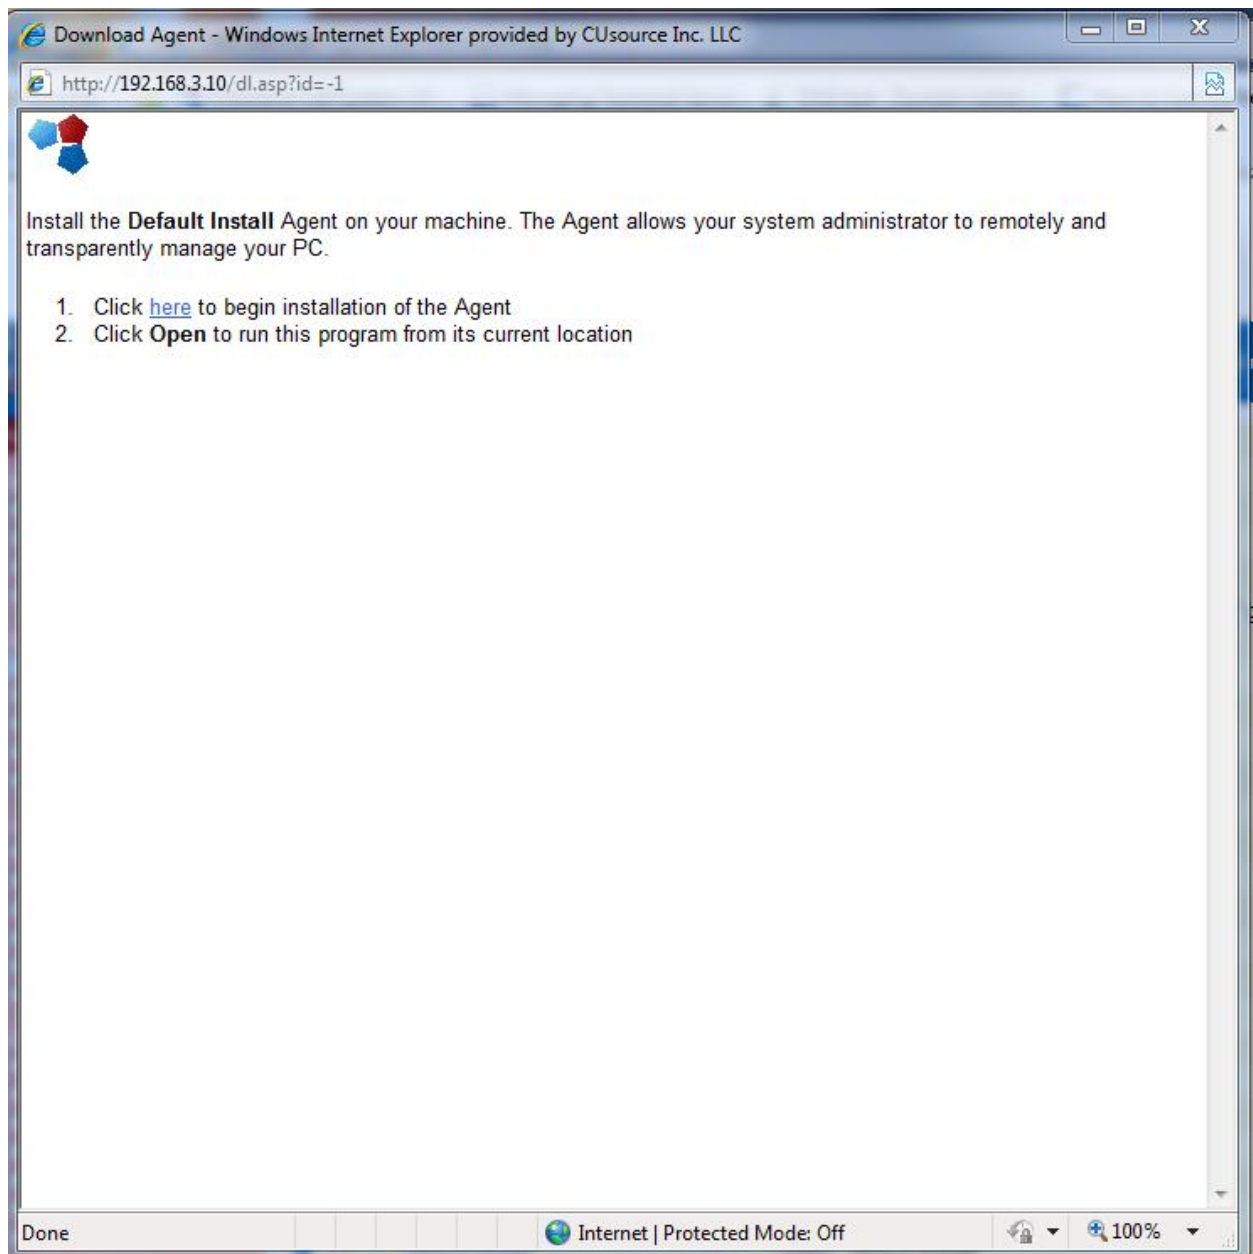 Download Agent - Windows Internet Explorer provided by CUsource Inc. LLC
http://192.168.3.10/dl.asp?id=-1
Install the Default Install Agent on your machine. The Agent allows your system administrator to remotely and
transparently manage your PC.
1. Click here to begin installation of the Agent
2. Click Open to run this program from its current location
Done
Internet | Protected Mode: Off
100%